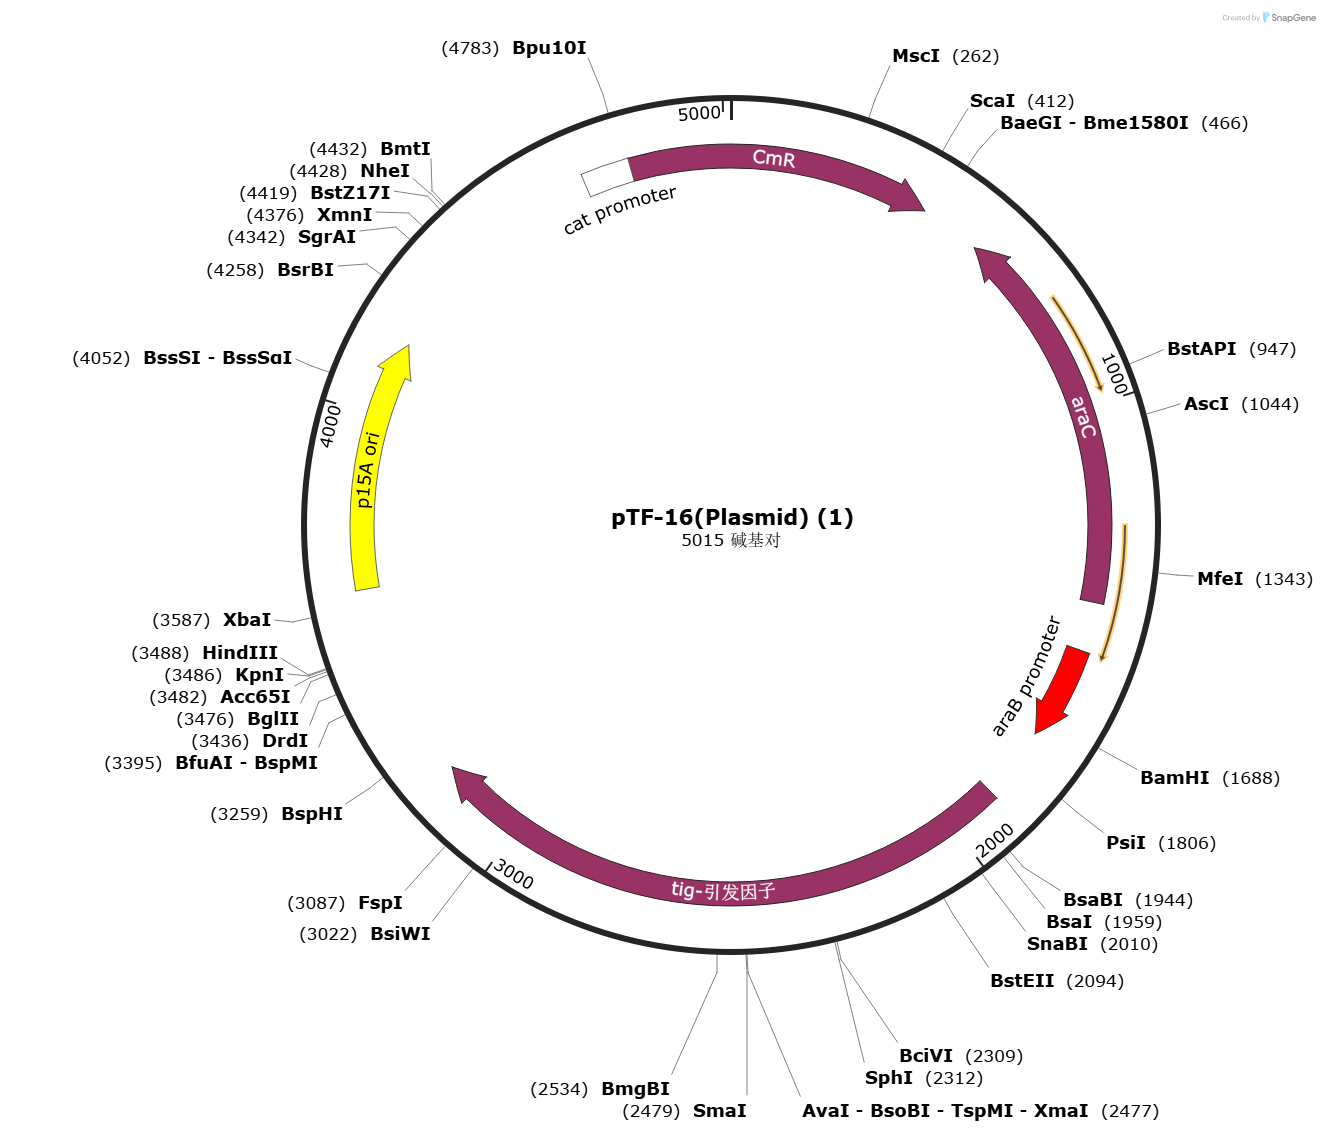 Created by SnapGene
(4783) Bpu10I
MscI (262)
ScaI (412)
BaeGI - Bme1580I (466)
5000
CmR
cat promoter
(4432) BmtI
(4428) NheI
(4419) BstZ17I
(4376) XmnI
(4342) SgrAI
(4258) BsrBI
(4052) BssSI - BssSαI
4000
p15A ori
BstAPI (947)
1000
AscI (1044)
araC
pTF-16(Plasmid) (1)
5015 碱基对
MfeI (1343)
araB promoter
(3587) XbaI
(3488) HindIII
(3486) KpnI
(3482) Acc65I
(3476) BglII
(3436) DrdI
(3395) BfuAI - BspMI
(3259) BspHI
BamHI (1688)
PsiI (1806)
2000
3000
tig-引发因子
(3087) FspI
(3022) BsiWI
BsaBI (1944)
BsaI (1959)
SnaBI (2010)
BstEII (2094)
BciVI (2309)
SphI (2312)
(2534) BmgBI
(2479) SmaI
AvaI - BsoBI - TspMI - XmaI (2477)